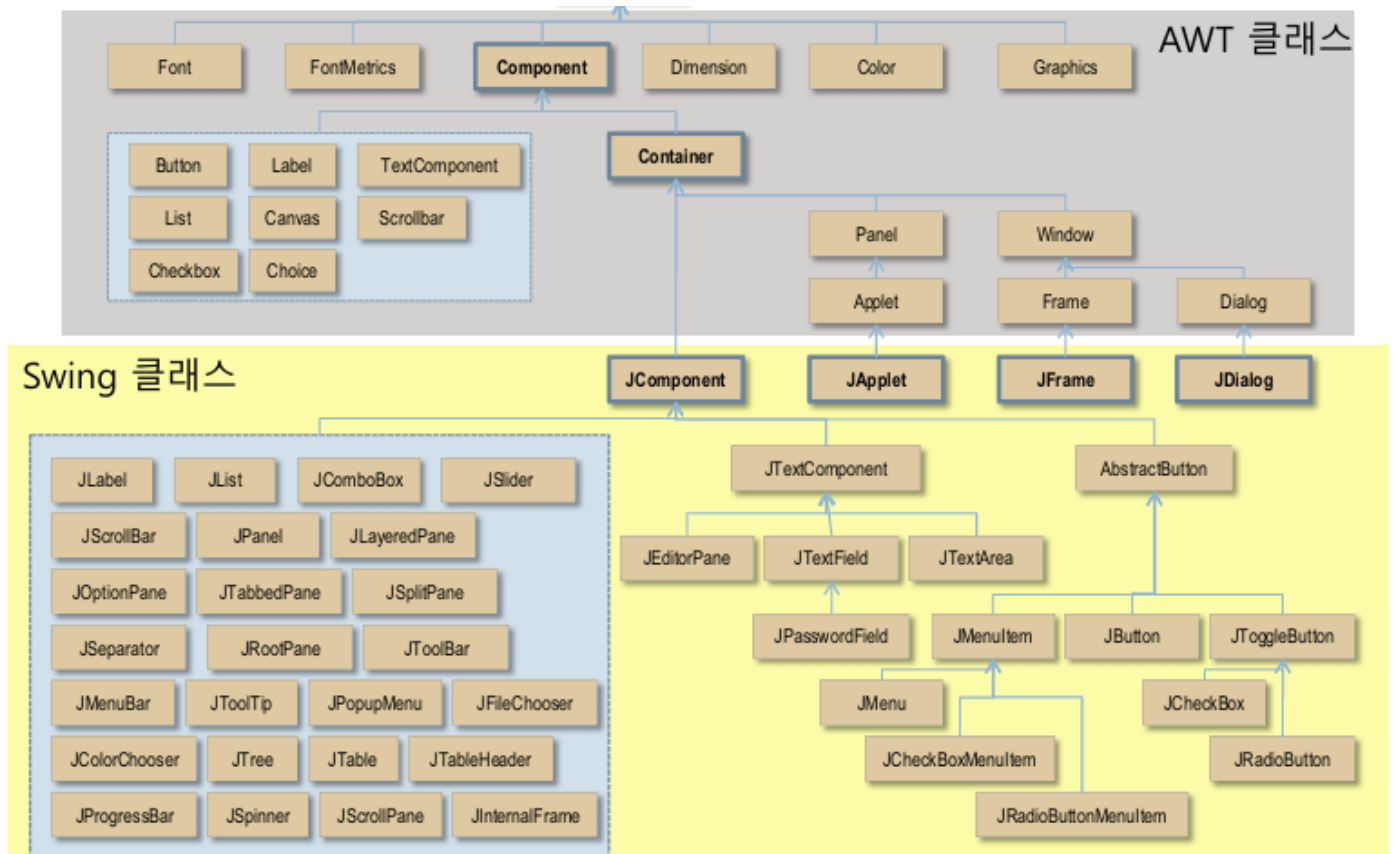 AWT 클래스
Font FontMetrics Component Dimension Color Graphics
Container
Button Label TextComponent
List Canvas Scrollbar
Checkbox Choice
Panel Window
Applet Frame Dialog
Swing 클래스
JComponent JApplet JFrame JDialog
JLabel JList JComboBox JSlider
JScrollBar JPanel JLayeredPane
JOptionPane JTabbedPane JSplitPane
JSeparator JRootPane JToolBar
JMenuBar JToolTip JPopupMenu JFileChooser
JColorChooser JTree JTable JTableHeader
JProgressBar JSpinner JScrollPane JInternalFrame
JTextComponent AbstractButton
JEditorPane JTextField JTextArea
JPasswordField JMenuItem JButton JToggleButton
JMenu JCheckBox
JCheckBoxMenuItem JRadioButton
JRadioButtonMenuItem